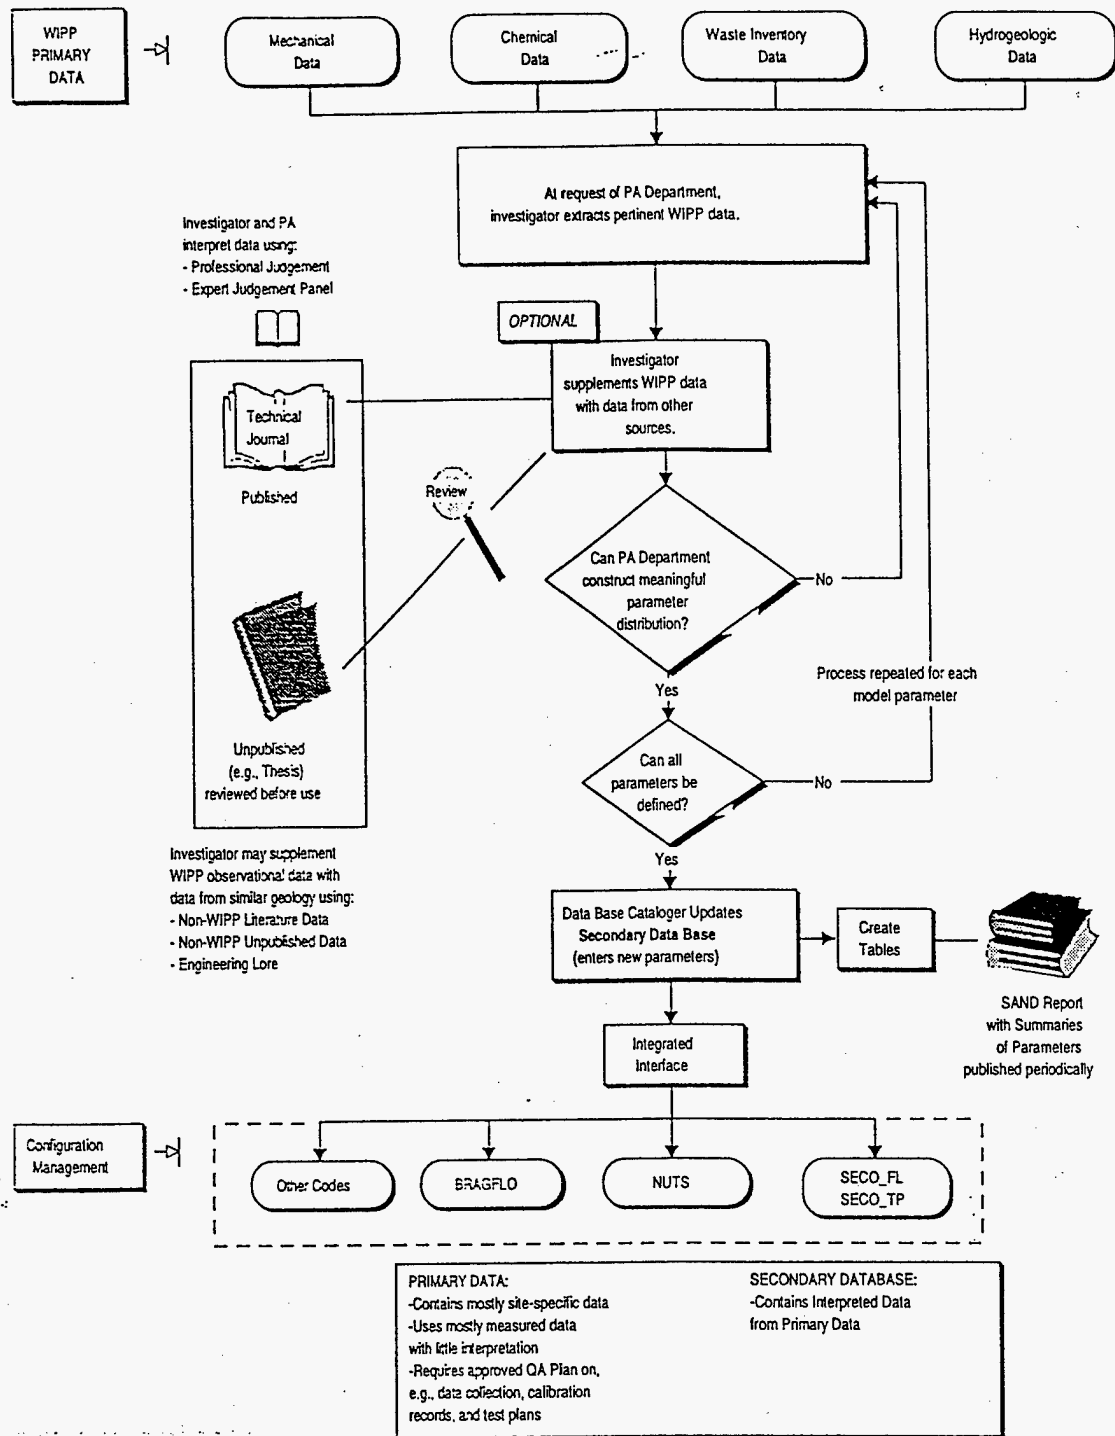 WIPP
PRIMARY
DATA
Mechanical
Data
Chemical
Data
Waste Inventory
Data
Hydrogeologic
Data
At request of PA Department,
investigator extracts pertinent WIPP data.
Investigator and PA
interpret data using:
- Professional Judgement
- Expert Judgement Panel
OPTIONAL
Investigator
supplements WIPP data
with data from other
sources.
Technical
Journal
Published
Review
Can PA Department
construct meaningful
parameter
distribution?
No
Yes
Process repeated for each
model parameter
Unpublished
(e.g., Thesis)
reviewed before use
Can all
parameters be
defined?
No
Yes
Investigator may supplement
WIPP observational data with
data from similar geology using:
- Non-WIPP Literature Data
- Non-WIPP Unpublished Data
- Engineering Lore
Data Base Cataloger Updates
Secondary Data Base
(enters new parameters)
Create
Tables
SAND Report
with Summaries
of Parameters
published periodically
Integrated
Interface
Configuration
Management
Other Codes
BRAGFLO
NUTS
SECO_FL
SECO_TP
PRIMARY DATA:
-Contains mostly site-specific data
-Uses mostly measured data
with little interpretation
-Requires approved QA Plan on,
e.g., data collection, calibration
records, and test plans
SECONDARY DATABASE:
-Contains Interpreted Data
from Primary Data